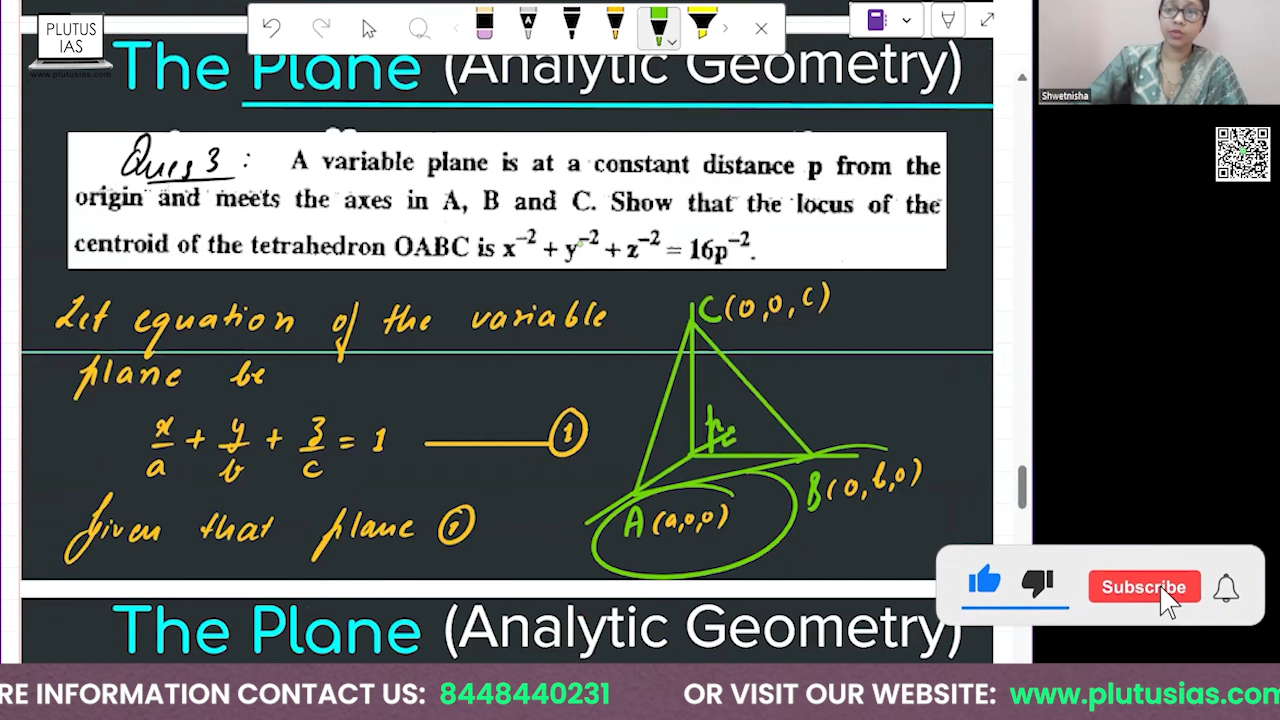 PLUTUS
IAS
www.plutusias.com
The Plane (Analytic Geometry)
Shwetnisha
Ques 3 : A variable plane is at a constant distance p from the
origin and meets the axes in A, B and C. Show that the locus of the
centroid of the tetrahedron OABC is x⁻² + y⁻² + z⁻² = 16p⁻².
Let equation of the variable
plane be
x/a + y/b + z/c = 1 ——— ①
Given that plane ①
C(0,0,c)
p
B(0,b,0)
A(a,0,0)
Subscribe
The Plane (Analytic Geometry)
RE INFORMATION CONTACT US: 8448440231 OR VISIT OUR WEBSITE: www.plutusias.com